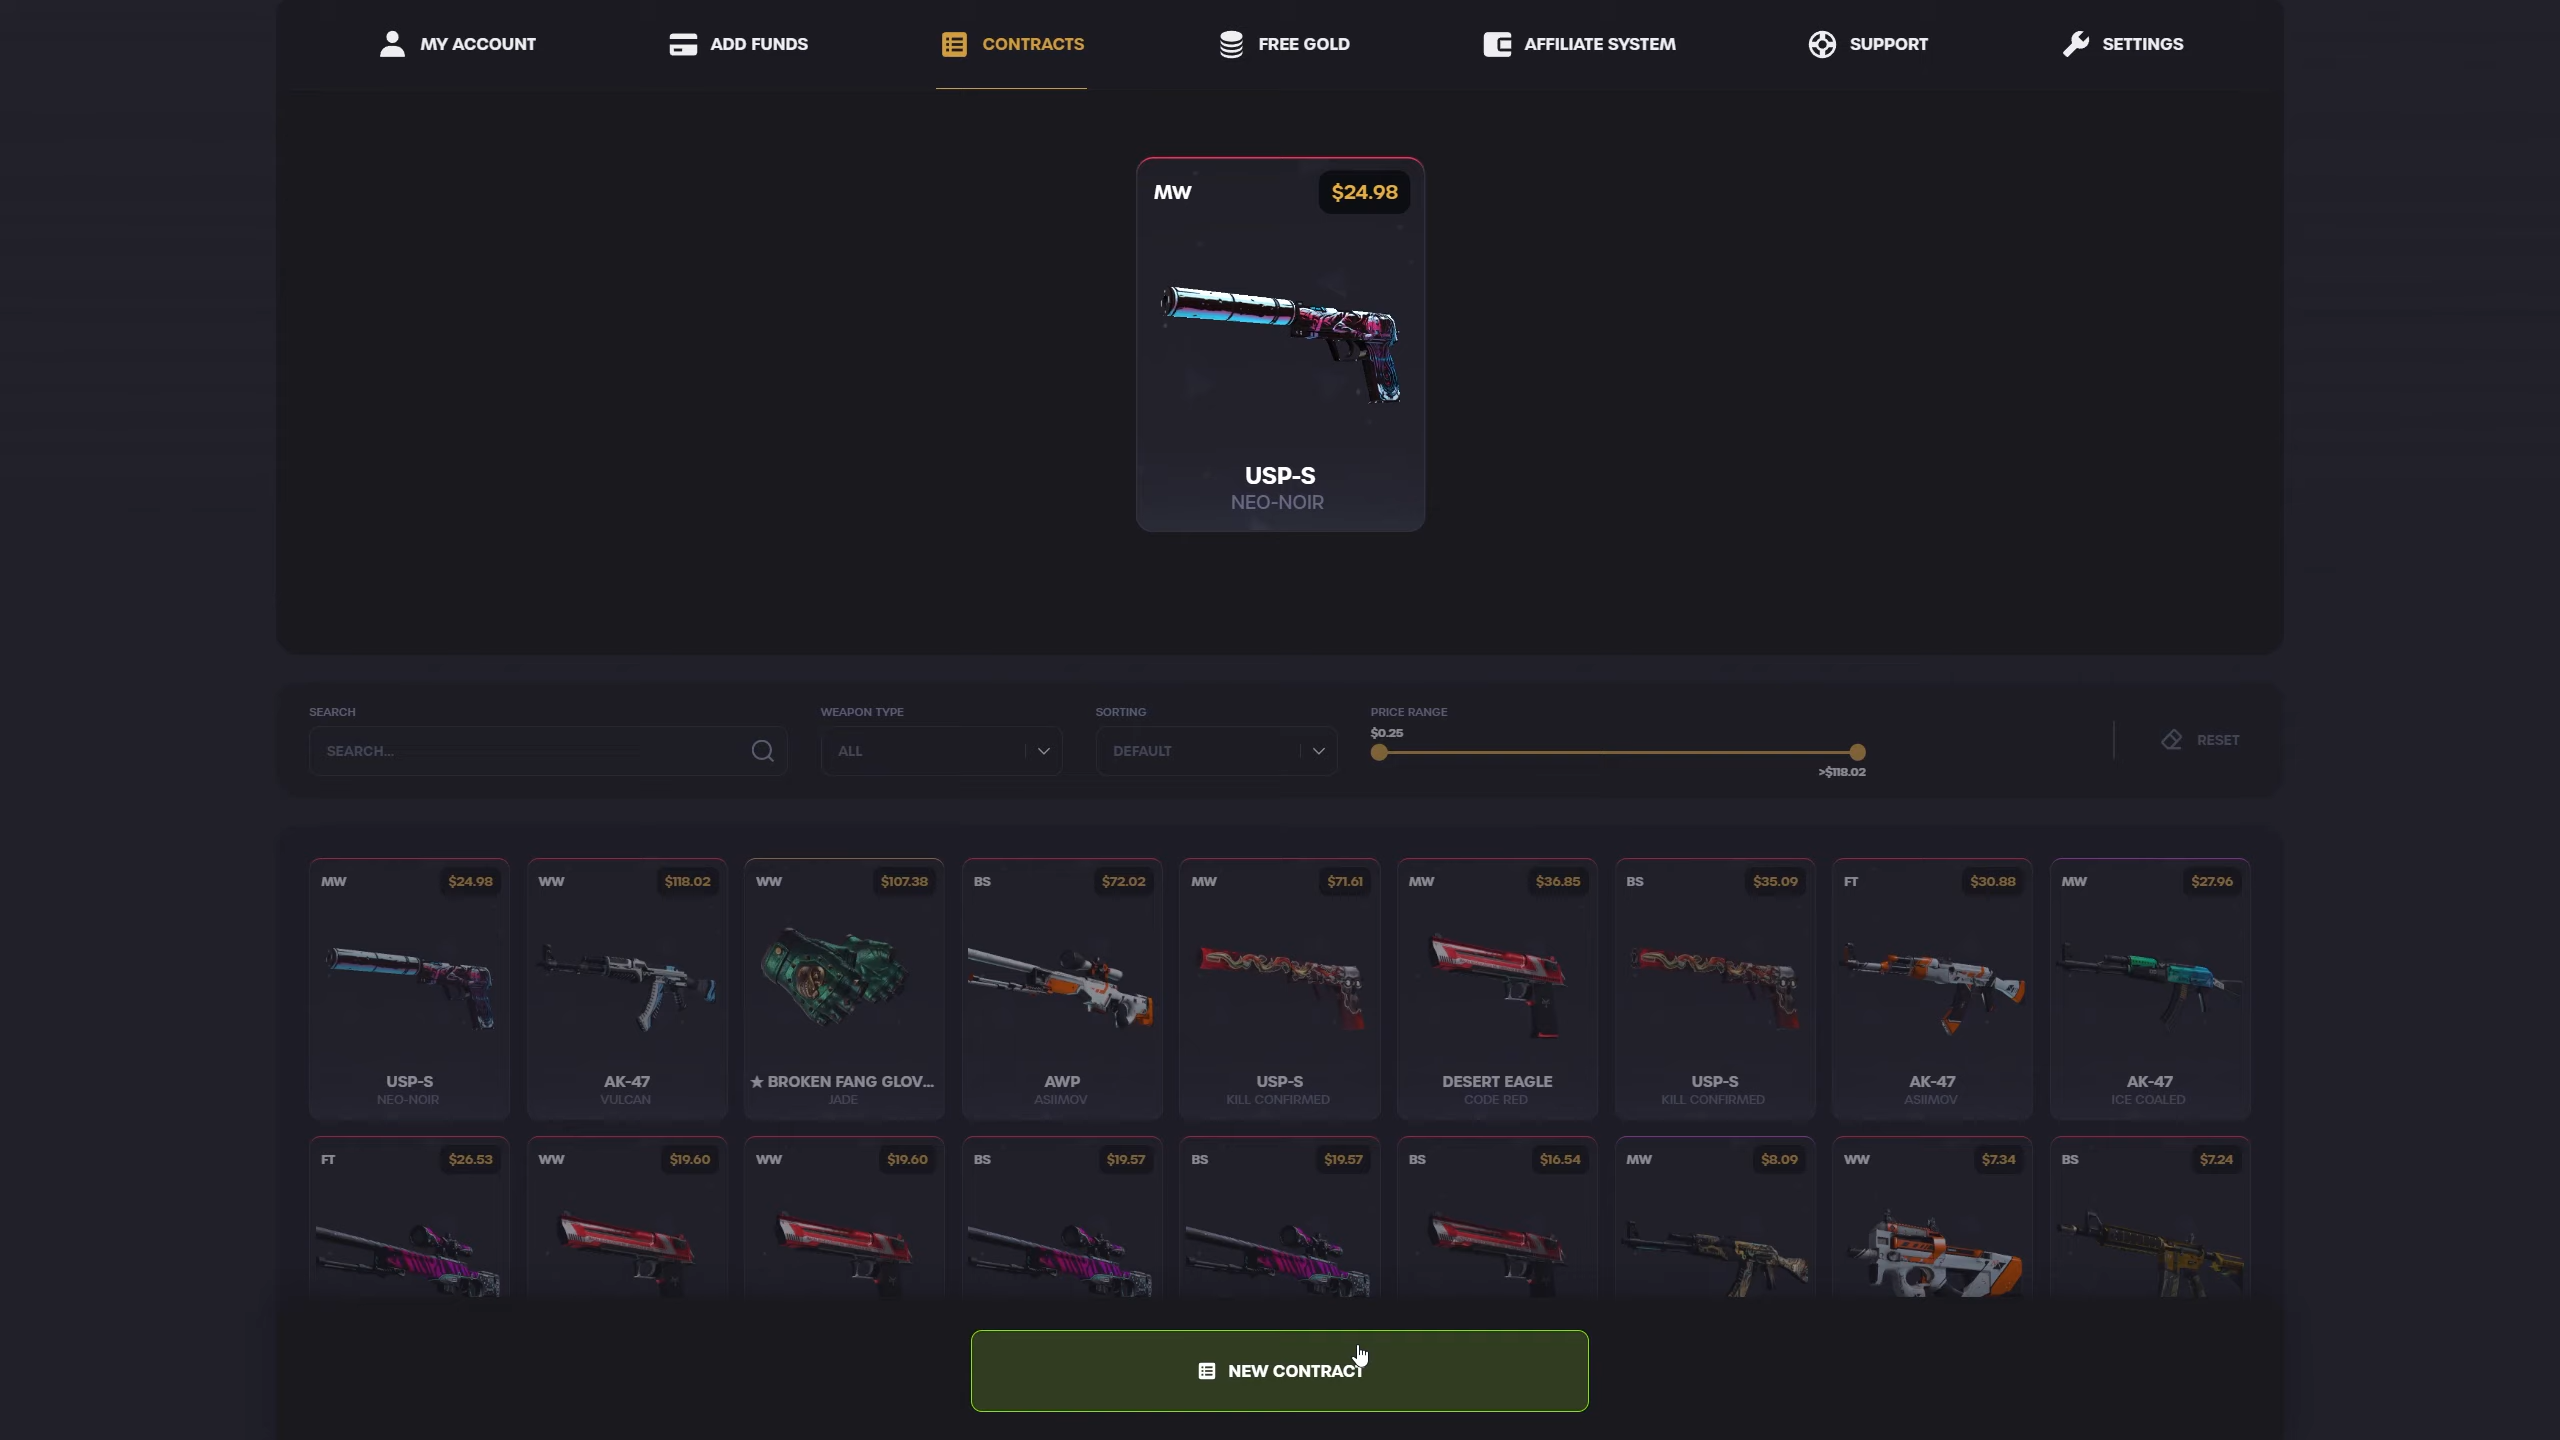 MY ACCOUNT
ADD FUNDS
CONTRACTS
FREE GOLD
AFFILIATE SYSTEM
SUPPORT
SETTINGS
MW
$24.98
USP-S
NEO-NOIR
SEARCH
WEAPON TYPE
SORTING
PRICE RANGE
$0.25
SEARCH...
ALL
DEFAULT
>$118.02
RESET
MW $24.98
WW $118.02
WW $107.38
BS $72.02
MW $71.61
MW $36.85
BS $35.09
FT $30.88
MW $27.96
USP-S
NEO-NOIR
AK-47
VULCAN
★ BROKEN FANG GLOV...
JADE
AWP
ASIIMOV
USP-S
KILL CONFIRMED
DESERT EAGLE
CODE RED
USP-S
KILL CONFIRMED
AK-47
ASIIMOV
AK-47
ICE COALED
FT $26.53
WW $19.60
WW $19.60
BS $19.57
BS $19.57
BS $16.54
MW $8.09
WW $7.34
BS $7.24
NEW CONTRACT